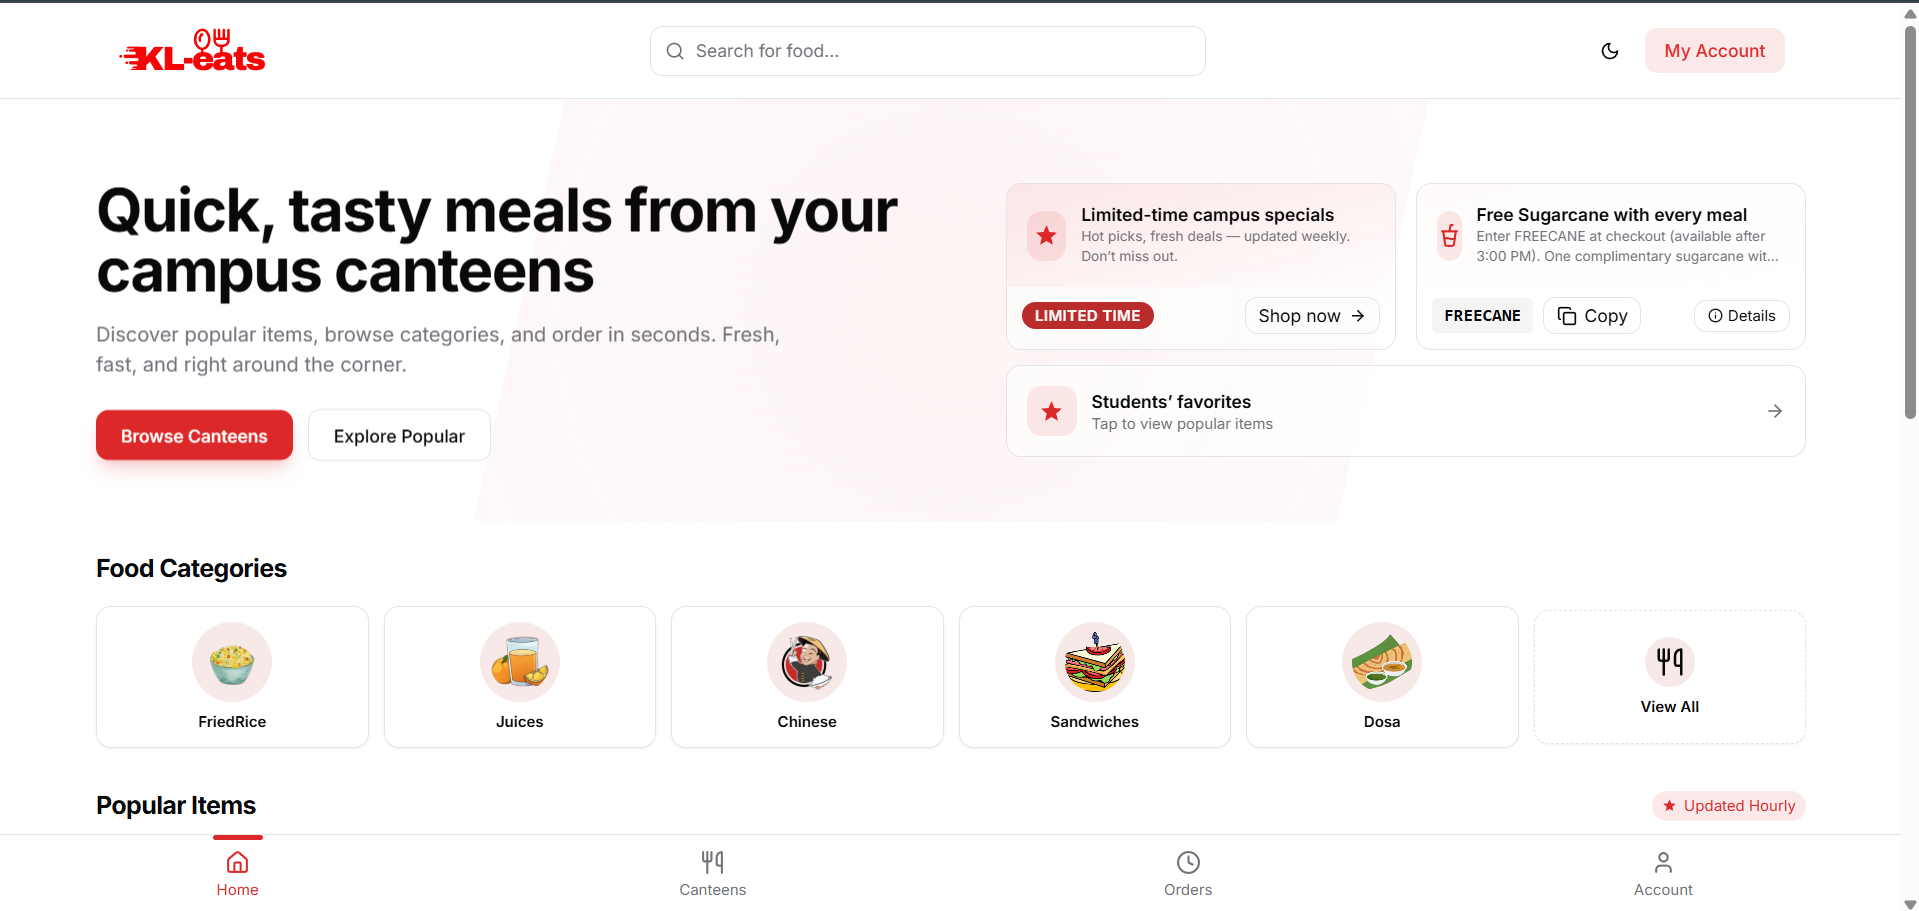 KL-eats
Search for food...
My Account
Quick, tasty meals from your
campus canteens
Discover popular items, browse categories, and order in seconds. Fresh,
fast, and right around the corner.
Browse Canteens
Explore Popular
Limited-time campus specials
Hot picks, fresh deals — updated weekly.
Don’t miss out.
LIMITED TIME
Shop now
Free Sugarcane with every meal
Enter FREECANE at checkout (available after
3:00 PM). One complimentary sugarcane wit...
FREECANE
Copy
Details
Students’ favorites
Tap to view popular items
Food Categories
FriedRice
Juices
Chinese
Sandwiches
Dosa
View All
Popular Items
Updated Hourly
Home
Canteens
Orders
Account